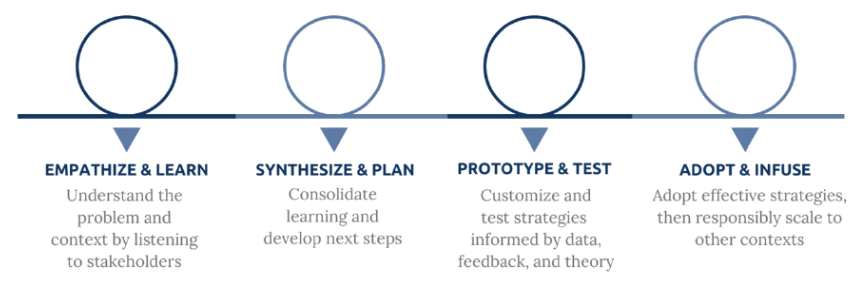 EMPATHIZE & LEARN
Understand the
problem and
context by listening
to stakeholders
SYNTHESIZE & PLAN
Consolidate
learning and
develop next steps
PROTOTYPE & TEST
Customize and
test strategies
informed by data,
feedback, and theory
ADOPT & INFUSE
Adopt effective strategies,
then responsibly scale to
other contexts